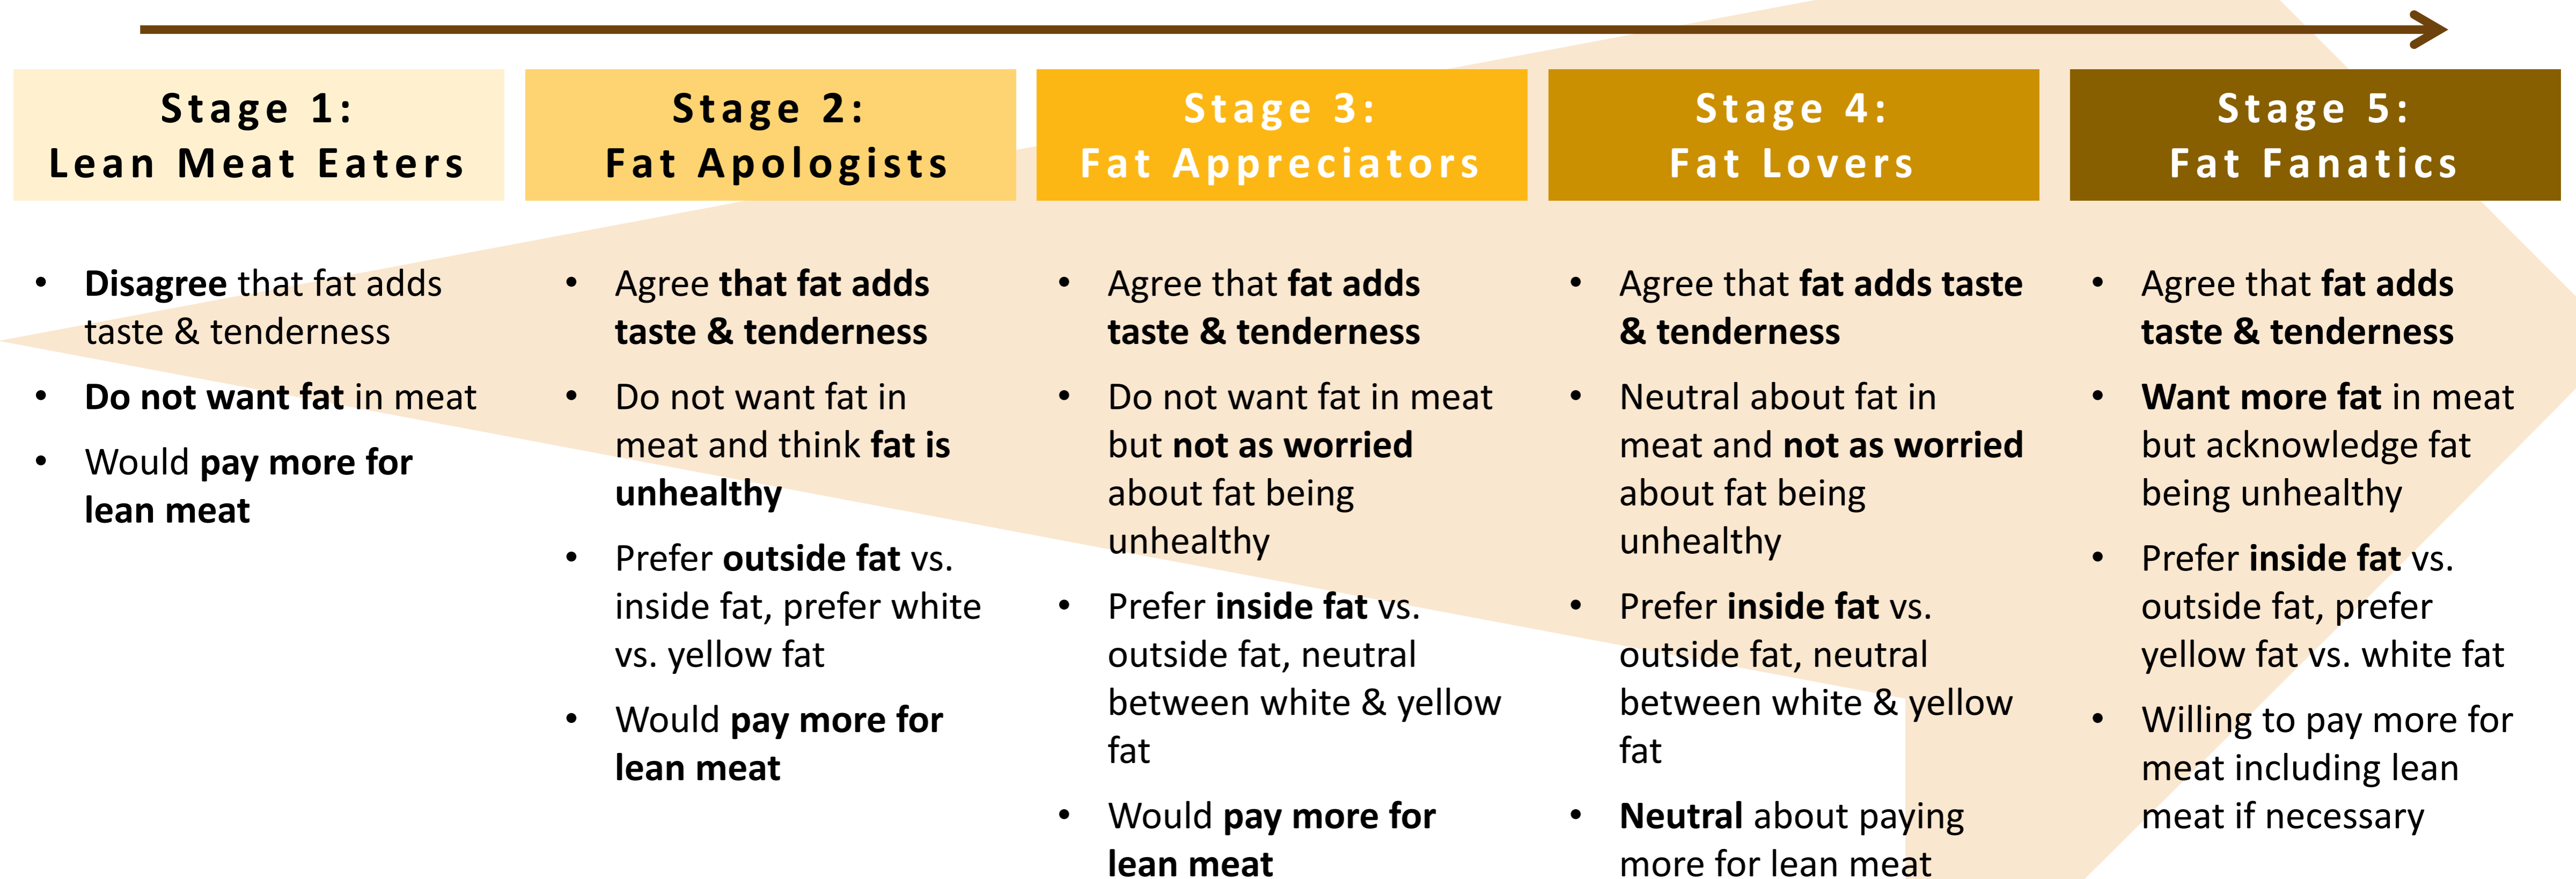 Stage 1:
Lean Meat Eaters
• Disagree that fat adds
taste & tenderness
• Do not want fat in meat
• Would pay more for
lean meat
Stage 2:
Fat Apologists
• Agree that fat adds
taste & tenderness
• Do not want fat in
meat and think fat is
unhealthy
• Prefer outside fat vs.
inside fat, prefer white
vs. yellow fat
• Would pay more for
lean meat
Stage 3:
Fat Appreciators
• Agree that fat adds
taste & tenderness
• Do not want fat in meat
but not as worried
about fat being
unhealthy
• Prefer inside fat vs.
outside fat, neutral
between white & yellow
fat
• Would pay more for
lean meat
Stage 4:
Fat Lovers
• Agree that fat adds taste
& tenderness
• Neutral about fat in
meat and not as worried
about fat being
unhealthy
• Prefer inside fat vs.
outside fat, neutral
between white & yellow
fat
• Neutral about paying
more for lean meat
Stage 5:
Fat Fanatics
• Agree that fat adds
taste & tenderness
• Want more fat in meat
but acknowledge fat
being unhealthy
• Prefer inside fat vs.
outside fat, prefer
yellow fat vs. white fat
• Willing to pay more for
meat including lean
meat if necessary